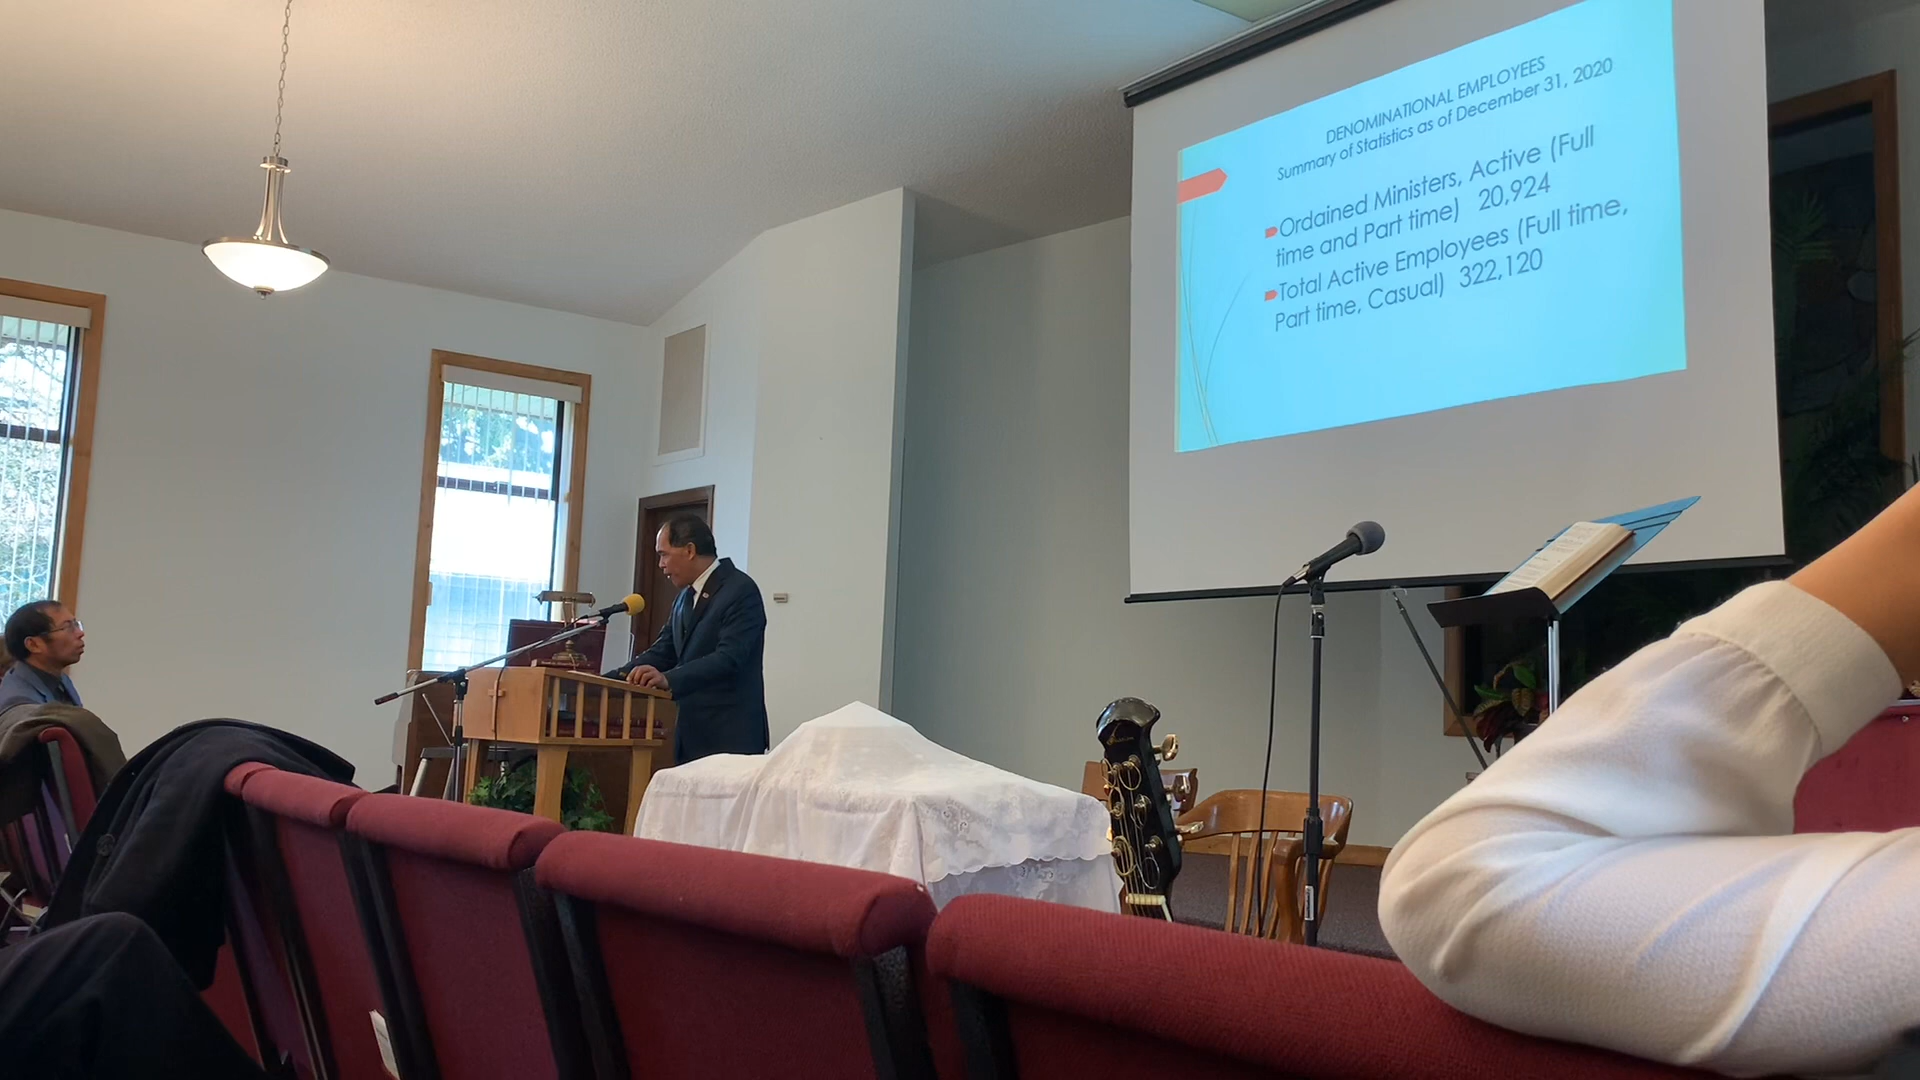 DENOMINATIONAL EMPLOYEES
Summary of Statistics as of December 31, 2020
Ordained Ministers, Active (Full
time and Part time) 20,924
Total Active Employees (Full time,
Part time, Casual) 322,120